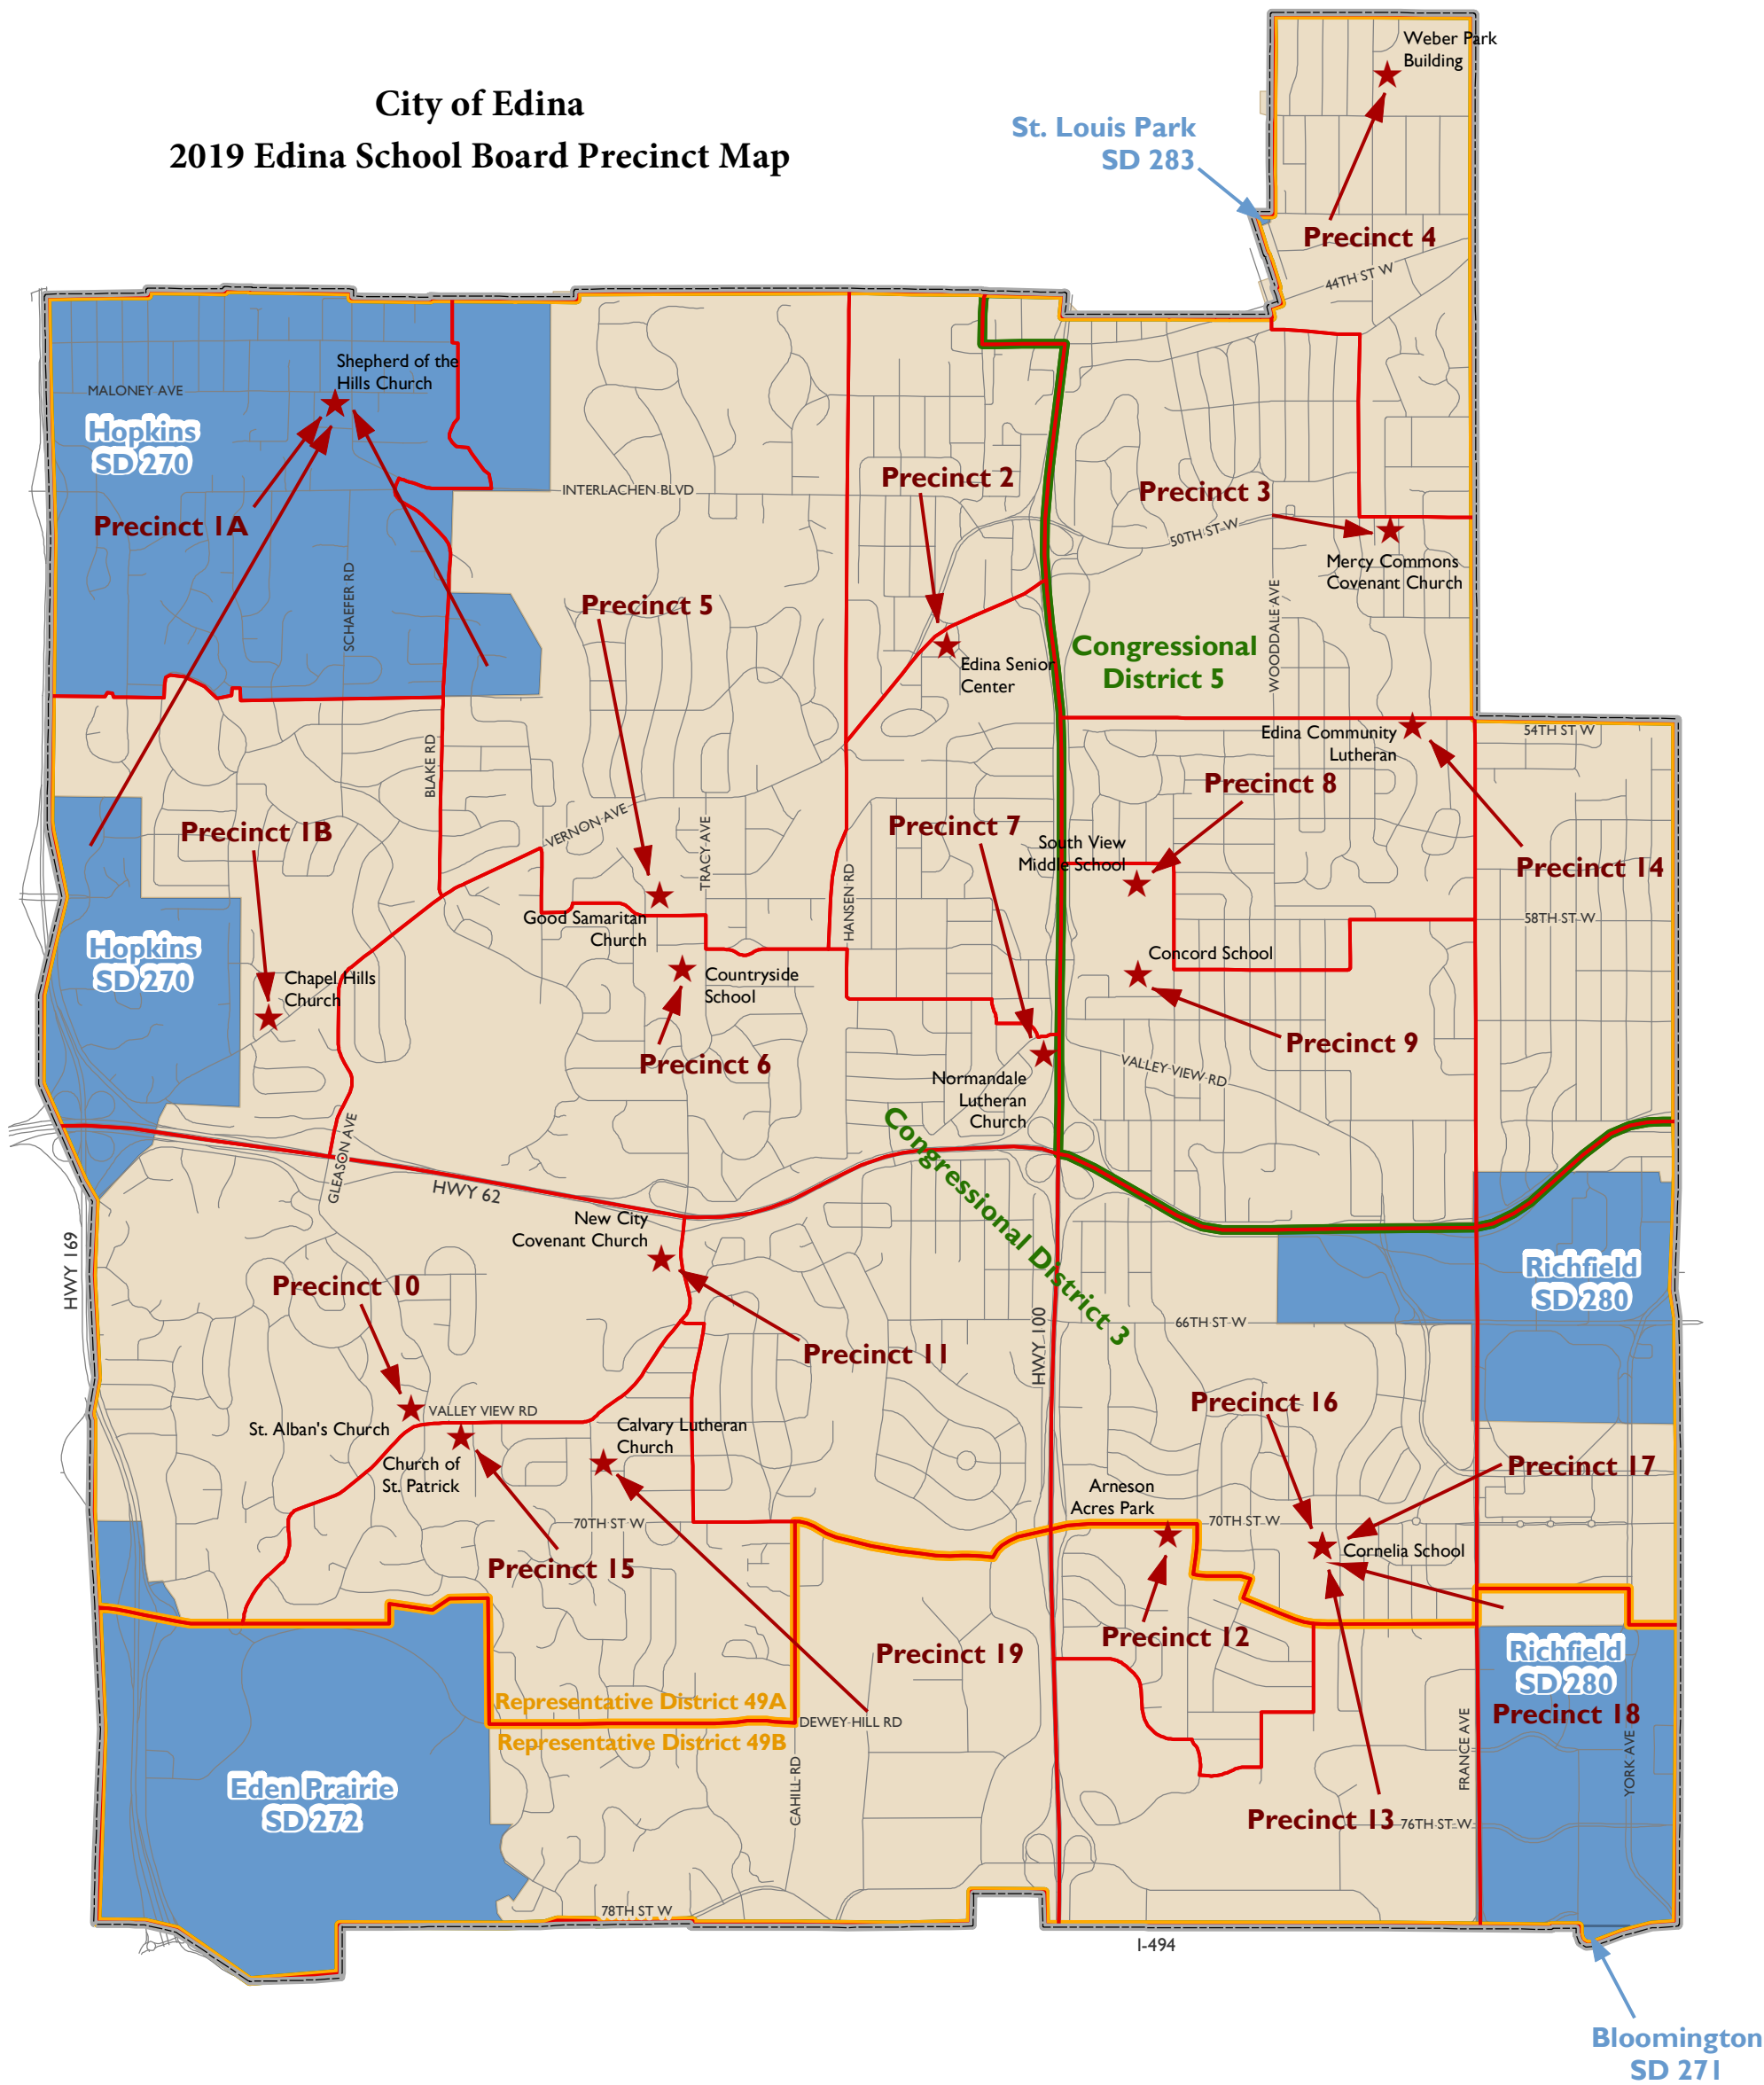 City of Edina
2019 Edina School Board Precinct Map
Weber Park
Building
St. Louis Park
SD 283
Precinct 4
44TH ST W
Shepherd of the
Hills Church
MALONEY AVE
Hopkins
SD 270
Precinct 1A
INTERLACHEN BLVD
Precinct 2
Precinct 3
50TH ST W
Mercy Commons
Covenant Church
SCHAEFER RD
WOODDALE AVE
Precinct 5
Edina Senior
Center
Congressional
District 5
Edina Community
Lutheran
54TH ST W
BLAKE RD
Precinct 8
VERNON AVE
TRACY AVE
Precinct 1B
Precinct 7
South View
Middle School
Precinct 14
HANSEN RD
Good Samaritan
Church
58TH ST W
Hopkins
SD 270
Chapel Hills
Church
Countryside
School
Concord School
Precinct 6
Precinct 9
VALLEY VIEW RD
Normandale
Lutheran
Church
GLEASON AVE
HWY 62
Congressional District 3
New City
Covenant Church
HWY 169
Precinct 10
Richfield
SD 280
66TH ST W
HWY 100
Precinct 11
VALLEY VIEW RD
St. Alban's Church
Calvary Lutheran
Church
Precinct 16
Church of
St. Patrick
Precinct 17
Arneson
Acres Park
70TH ST W
70TH ST W
Cornelia School
Precinct 15
Precinct 12
Precinct 19
Richfield
SD 280
Precinct 18
Representative District 49A
DEWEY HILL RD
Representative District 49B
FRANCE AVE
YORK AVE
Eden Prairie
SD 272
CAHILL RD
Precinct 13
76TH ST W
78TH ST W
I-494
Bloomington
SD 271